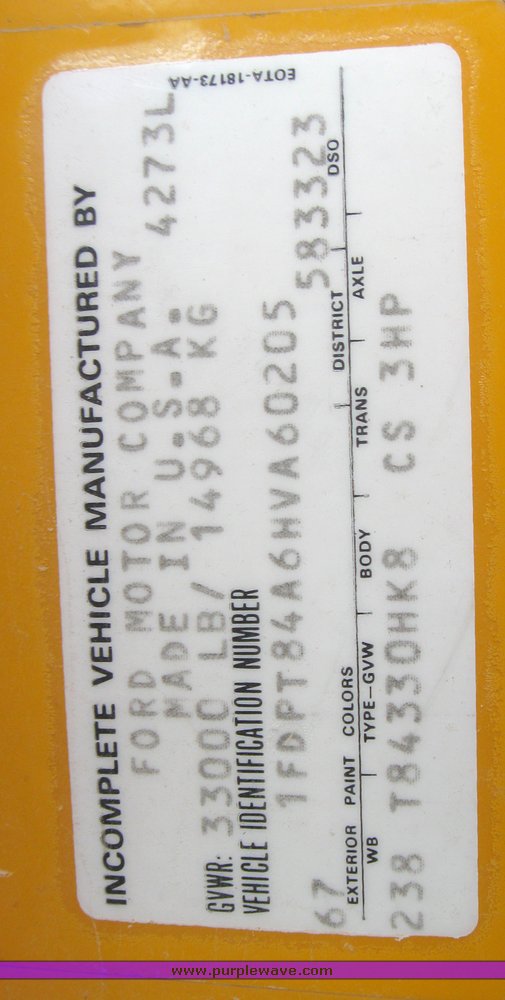 INCOMPLETE VEHICLE MANUFACTURED BY
FORD MOTOR COMPANY
MADE IN U.S.A. 4273L
GVWR: 33000 LB/ 14968 KG
VEHICLE IDENTIFICATION NUMBER
1FDPT84A6HVA60205
67 583323
EXTERIOR PAINT COLORS DISTRICT DSO
WB TYPE-GVW BODY TRANS AXLE
238 T84330HK8 CS 3HP
EOTA-18173-AA
www.purplewave.com